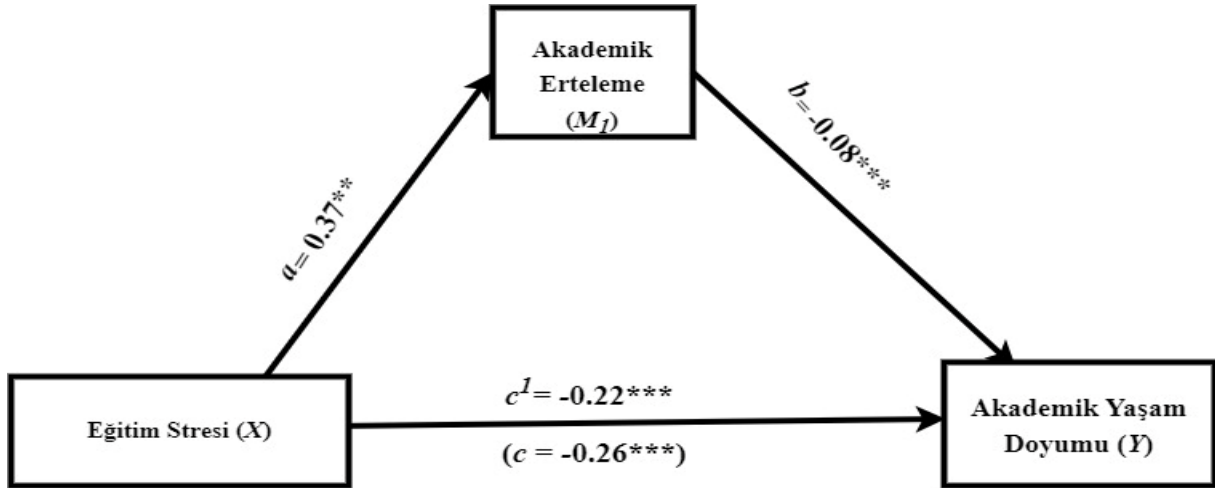 Akademik
Erteleme
(M1)
a= 0.37**
b= -0.08***
Eğitim Stresi (X)
c1= -0.22***
(c = -0.26***)
Akademik Yaşam
Doyumu (Y)